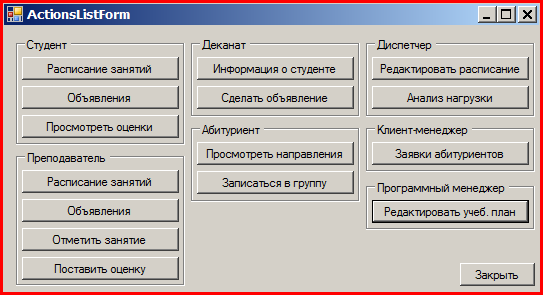 ActionsListForm
Студент
Расписание занятий
Объявления
Просмотреть оценки
Преподаватель
Расписание занятий
Объявления
Отметить занятие
Поставить оценку
Деканат
Информация о студенте
Сделать объявление
Абитуриент
Просмотреть направления
Записаться в группу
Диспетчер
Редактировать расписание
Анализ нагрузки
Клиент-менеджер
Заявки абитуриентов
Программный менеджер
Редактировать учеб. план
Закрыть